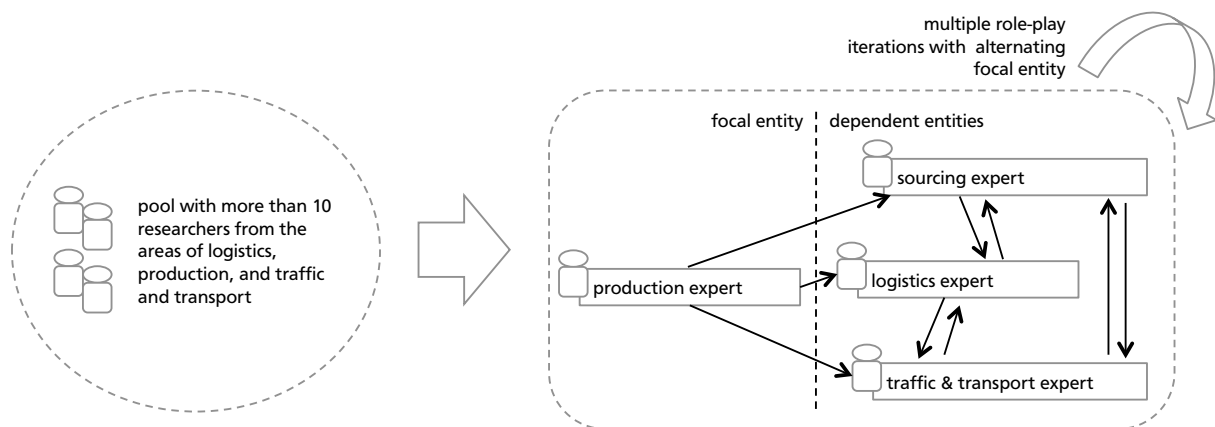 multiple role-play
iterations with alternating
focal entity
focal entity
dependent entities
sourcing expert
pool with more than 10
researchers from the
areas of logistics,
production, and traffic
and transport
production expert
logistics expert
traffic & transport expert